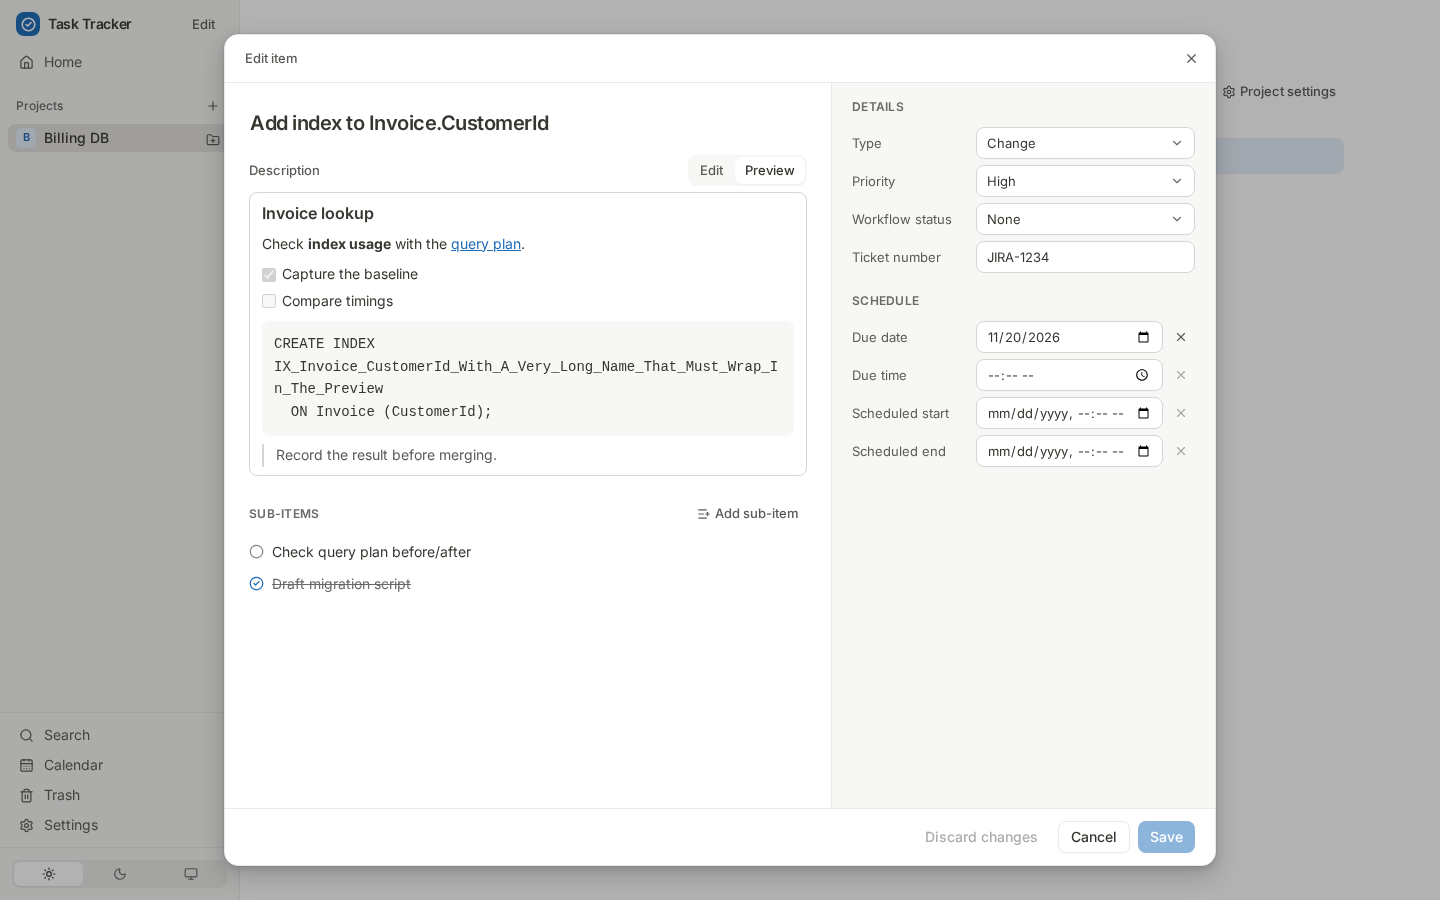 Task Tracker
Edit
Home
Projects
B
Billing DB
Search
Calendar
Trash
Settings
Project settings
Edit item
Add index to Invoice.CustomerId
Description
Edit
Preview
Invoice lookup
Check index usage with the query plan.
Capture the baseline
Compare timings
CREATE INDEX
IX_Invoice_CustomerId_With_A_Very_Long_Name_That_Must_Wrap_I
n_The_Preview
ON Invoice (CustomerId);
Record the result before merging.
SUB-ITEMS
Add sub-item
Check query plan before/after
Draft migration script
DETAILS
Type
Change
Priority
High
Workflow status
None
Ticket number
JIRA-1234
SCHEDULE
Due date
11/20/2026
Due time
--:-- --
Scheduled start
mm/dd/yyyy, --:-- --
Scheduled end
mm/dd/yyyy, --:-- --
Discard changes
Cancel
Save